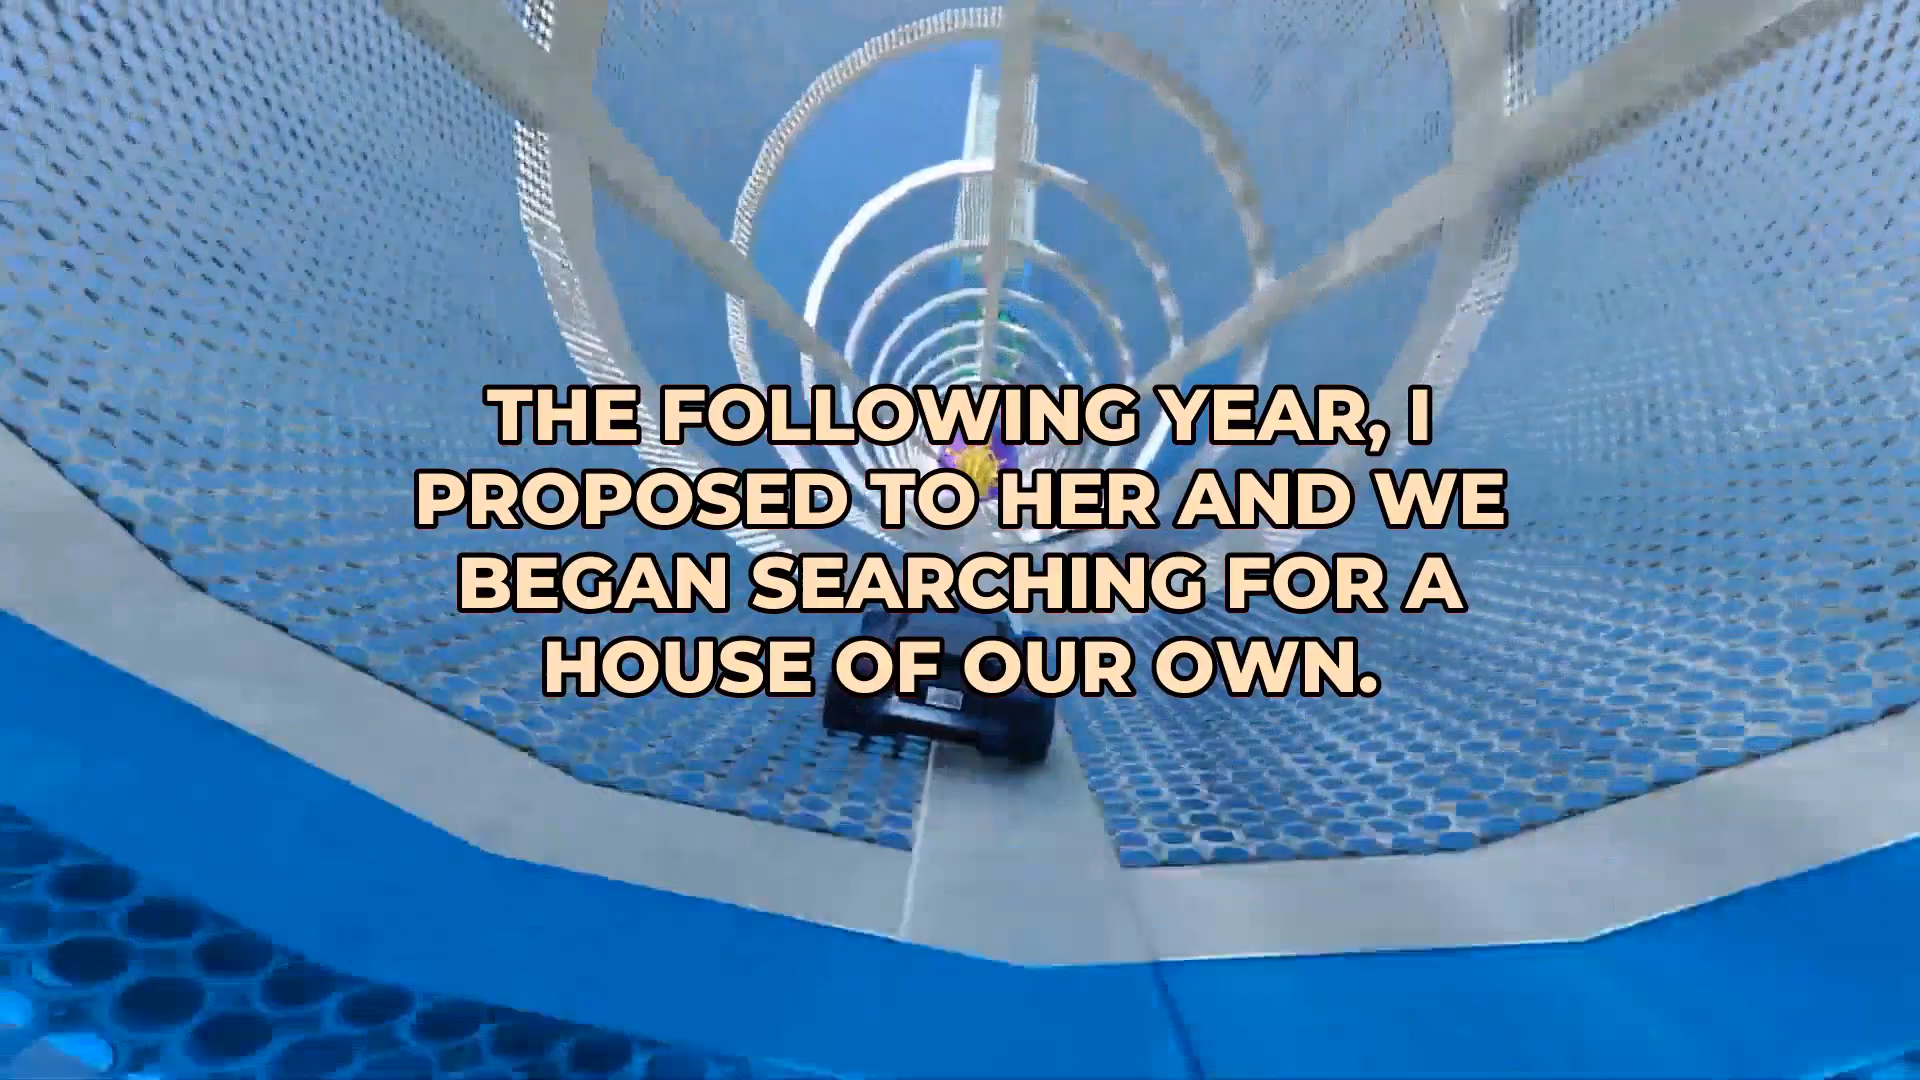 THE FOLLOWING YEAR, I
PROPOSED TO HER AND WE
BEGAN SEARCHING FOR A
HOUSE OF OUR OWN.